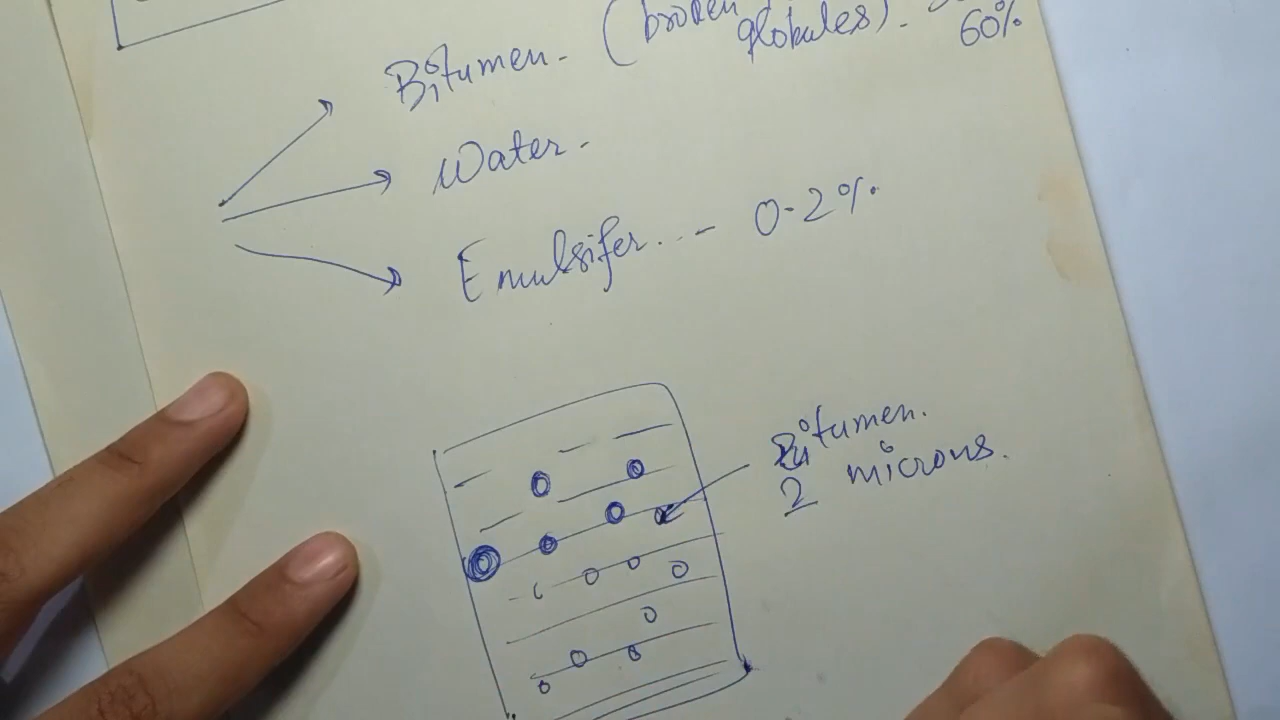 Bitumen. (broken globules).
60%
Water.
Emulsifer..- 0-2%
Bitumen.
2 microns.